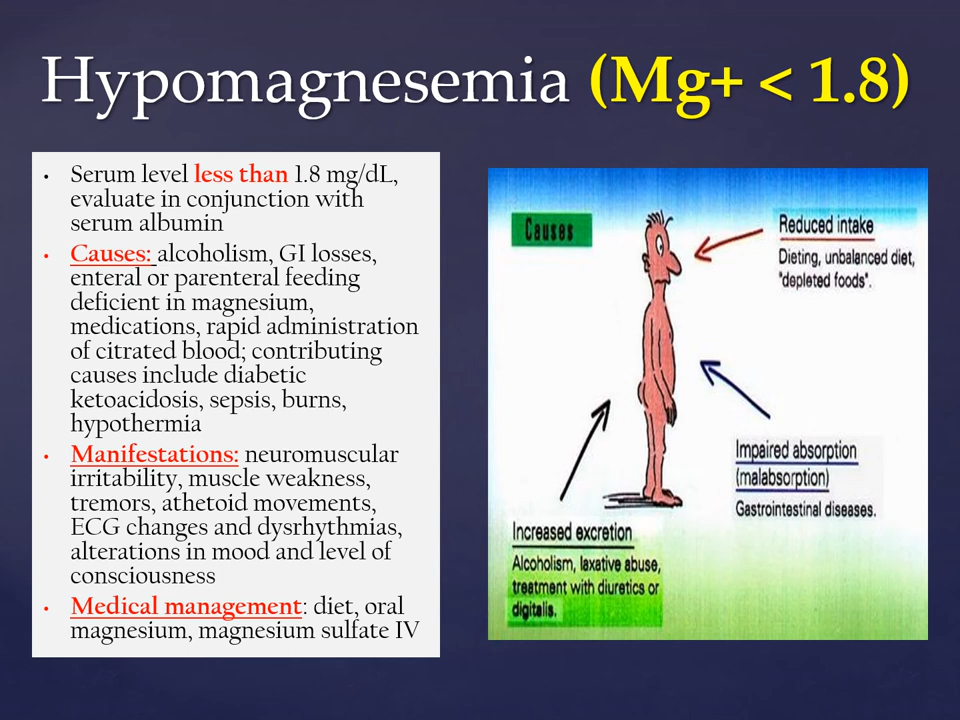 Hypomagnesemia (Mg+ < 1.8)
• Serum level less than 1.8 mg/dL,
evaluate in conjunction with
serum albumin
• Causes: alcoholism, GI losses,
enteral or parenteral feeding
deficient in magnesium,
medications, rapid administration
of citrated blood; contributing
causes include diabetic
ketoacidosis, sepsis, burns,
hypothermia
• Manifestations: neuromuscular
irritability, muscle weakness,
tremors, athetoid movements,
ECG changes and dysrhythmias,
alterations in mood and level of
consciousness
• Medical management: diet, oral
magnesium, magnesium sulfate IV
Causes
Reduced intake
Dieting, unbalanced diet,
"depleted foods".
Impaired absorption
(malabsorption)
Gastrointestinal diseases.
Increased excretion
Alcoholism, laxative abuse,
treatment with diuretics or
digitalis.